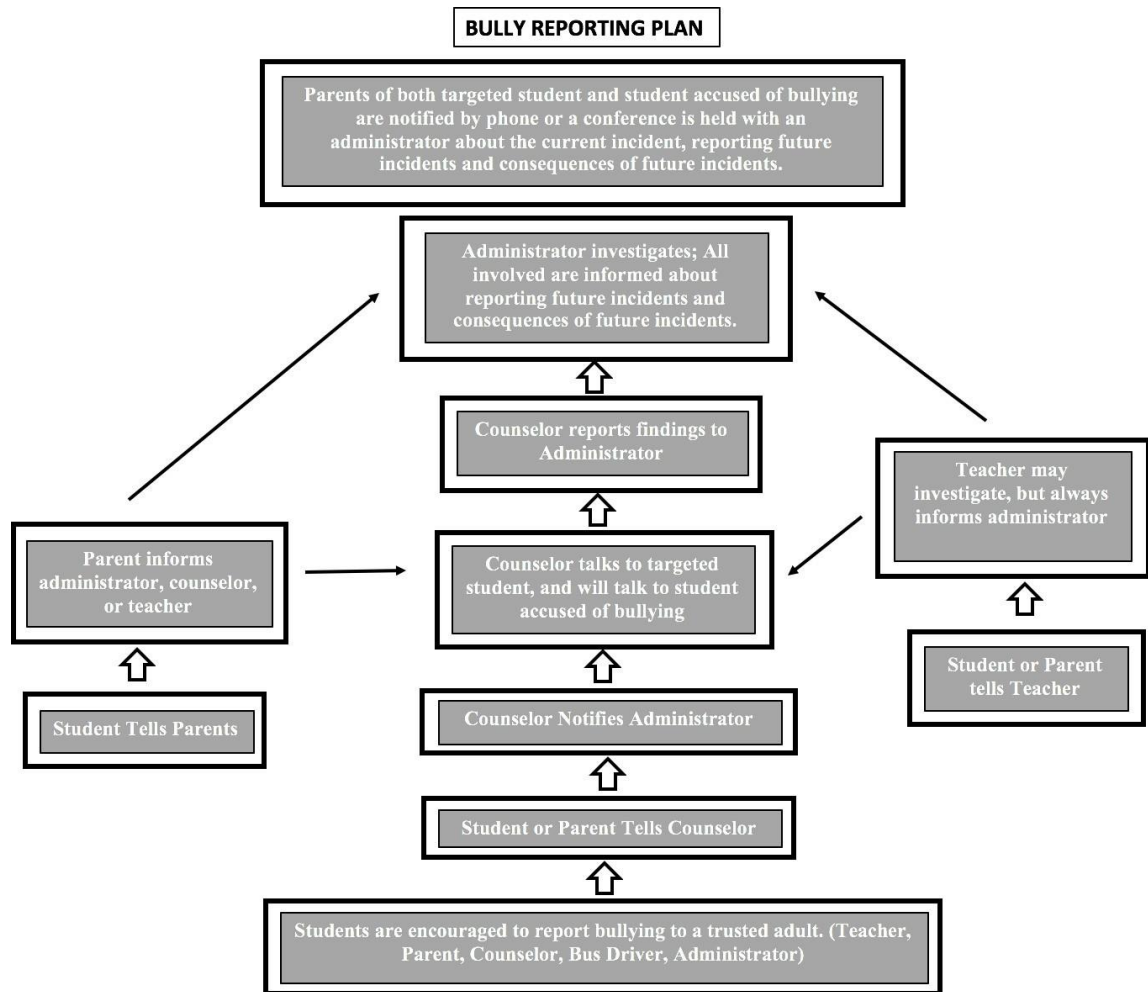 BULLY REPORTING PLAN
Parents of both targeted student and student accused of bullying
are notified by phone or a conference is held with an
administrator about the current incident, reporting future
incidents and consequences of future incidents.
Administrator investigates; All
involved are informed about
reporting future incidents and
consequences of future incidents.
Counselor reports findings to
Administrator
Teacher may
investigate, but always
informs administrator
Parent informs
administrator, counselor,
or teacher
Counselor talks to targeted
student, and will talk to student
accused of bullying
Student or Parent
tells Teacher
Student Tells Parents
Counselor Notifies Administrator
Student or Parent Tells Counselor
Students are encouraged to report bullying to a trusted adult. (Teacher,
Parent, Counselor, Bus Driver, Administrator)